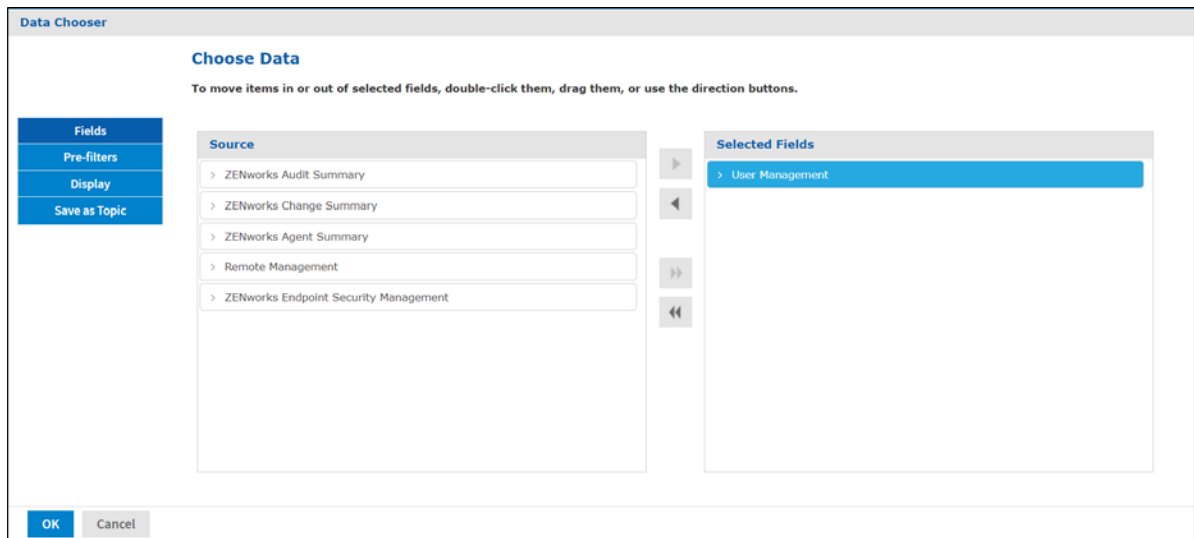 Data Chooser
Choose Data
To move items in or out of selected fields, double-click them, drag them, or use the direction buttons.
Fields
Pre-filters
Display
Save as Topic
Source
ZENworks Audit Summary
ZENworks Change Summary
ZENworks Agent Summary
Remote Management
ZENworks Endpoint Security Management
Selected Fields
User Management
OK
Cancel